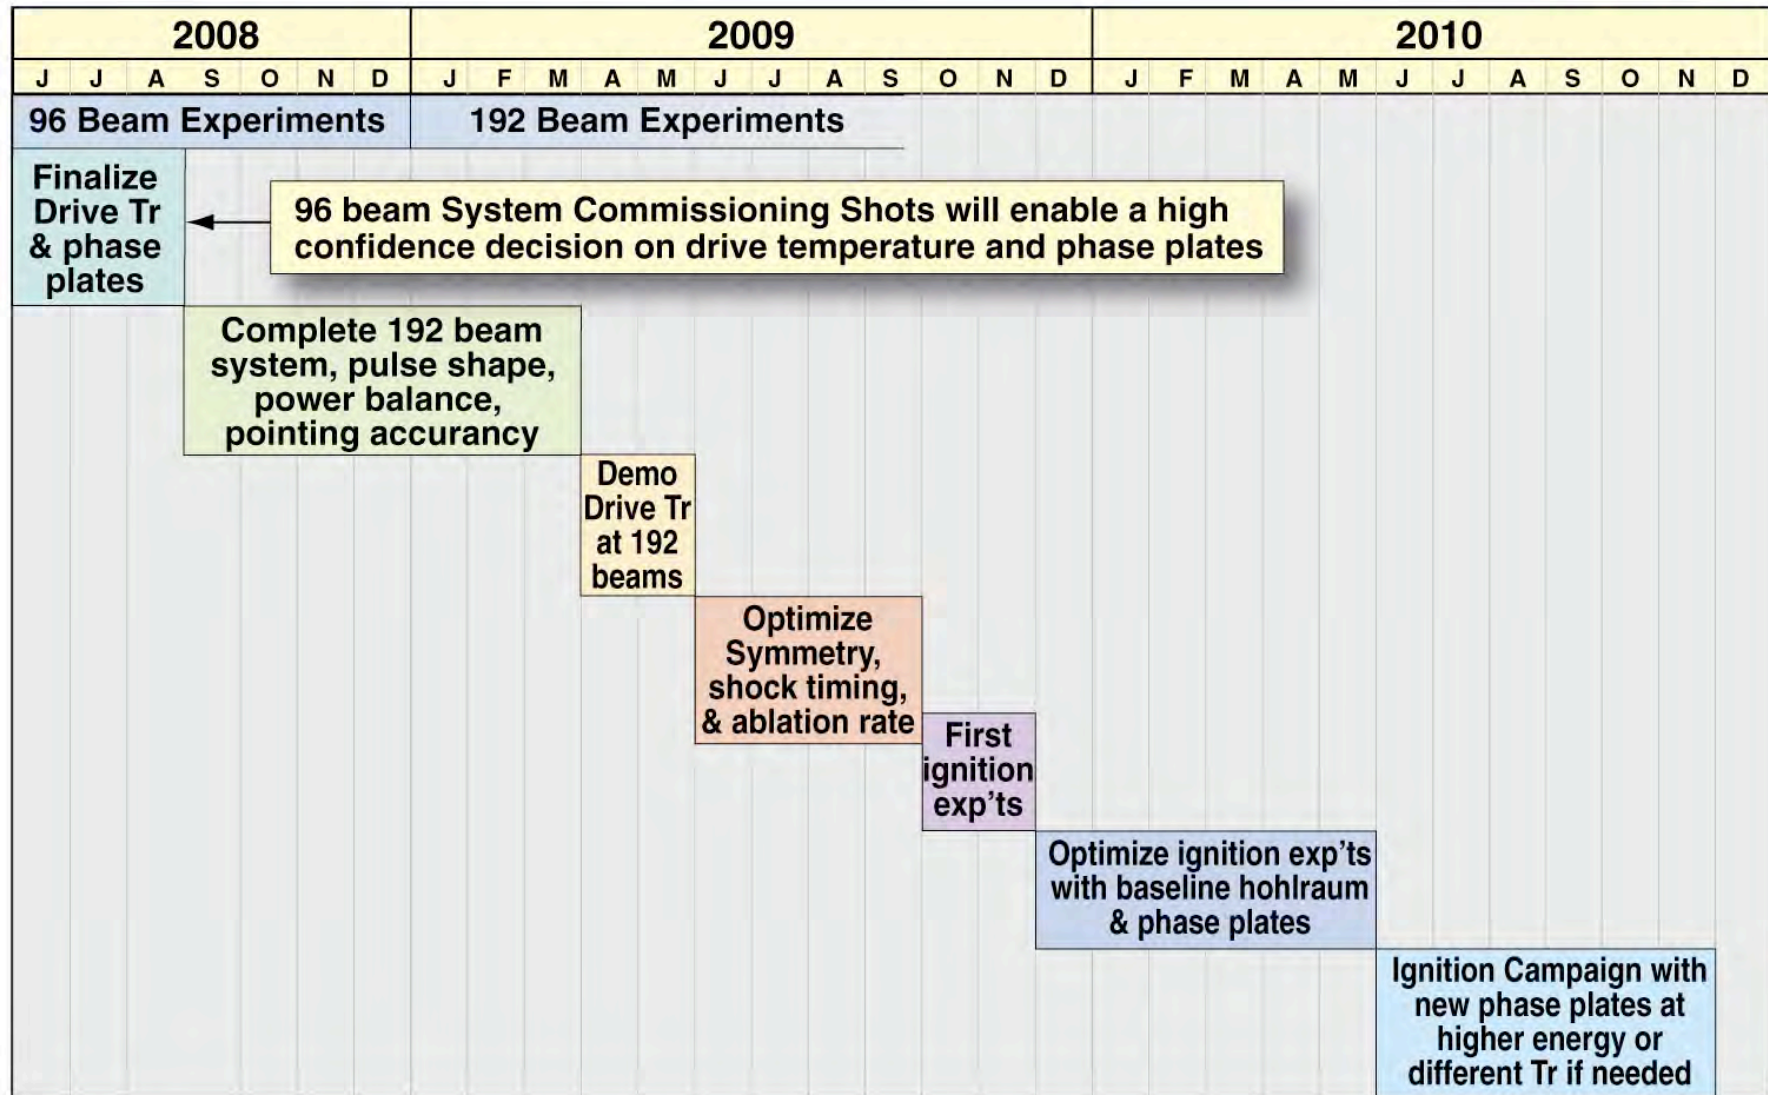 2008 2009 2010
J J A S O N D J F M A M J J A S O N D J F M A M J J A S O N D
96 Beam Experiments 192 Beam Experiments
Finalize
Drive Tr
& phase
plates
96 beam System Commissioning Shots will enable a high
confidence decision on drive temperature and phase plates
Complete 192 beam
system, pulse shape,
power balance,
pointing accurancy
Demo
Drive Tr
at 192
beams
Optimize
Symmetry,
shock timing,
& ablation rate
First
ignition
exp'ts
Optimize ignition exp'ts
with baseline hohlraum
& phase plates
Ignition Campaign with
new phase plates at
higher energy or
different Tr if needed